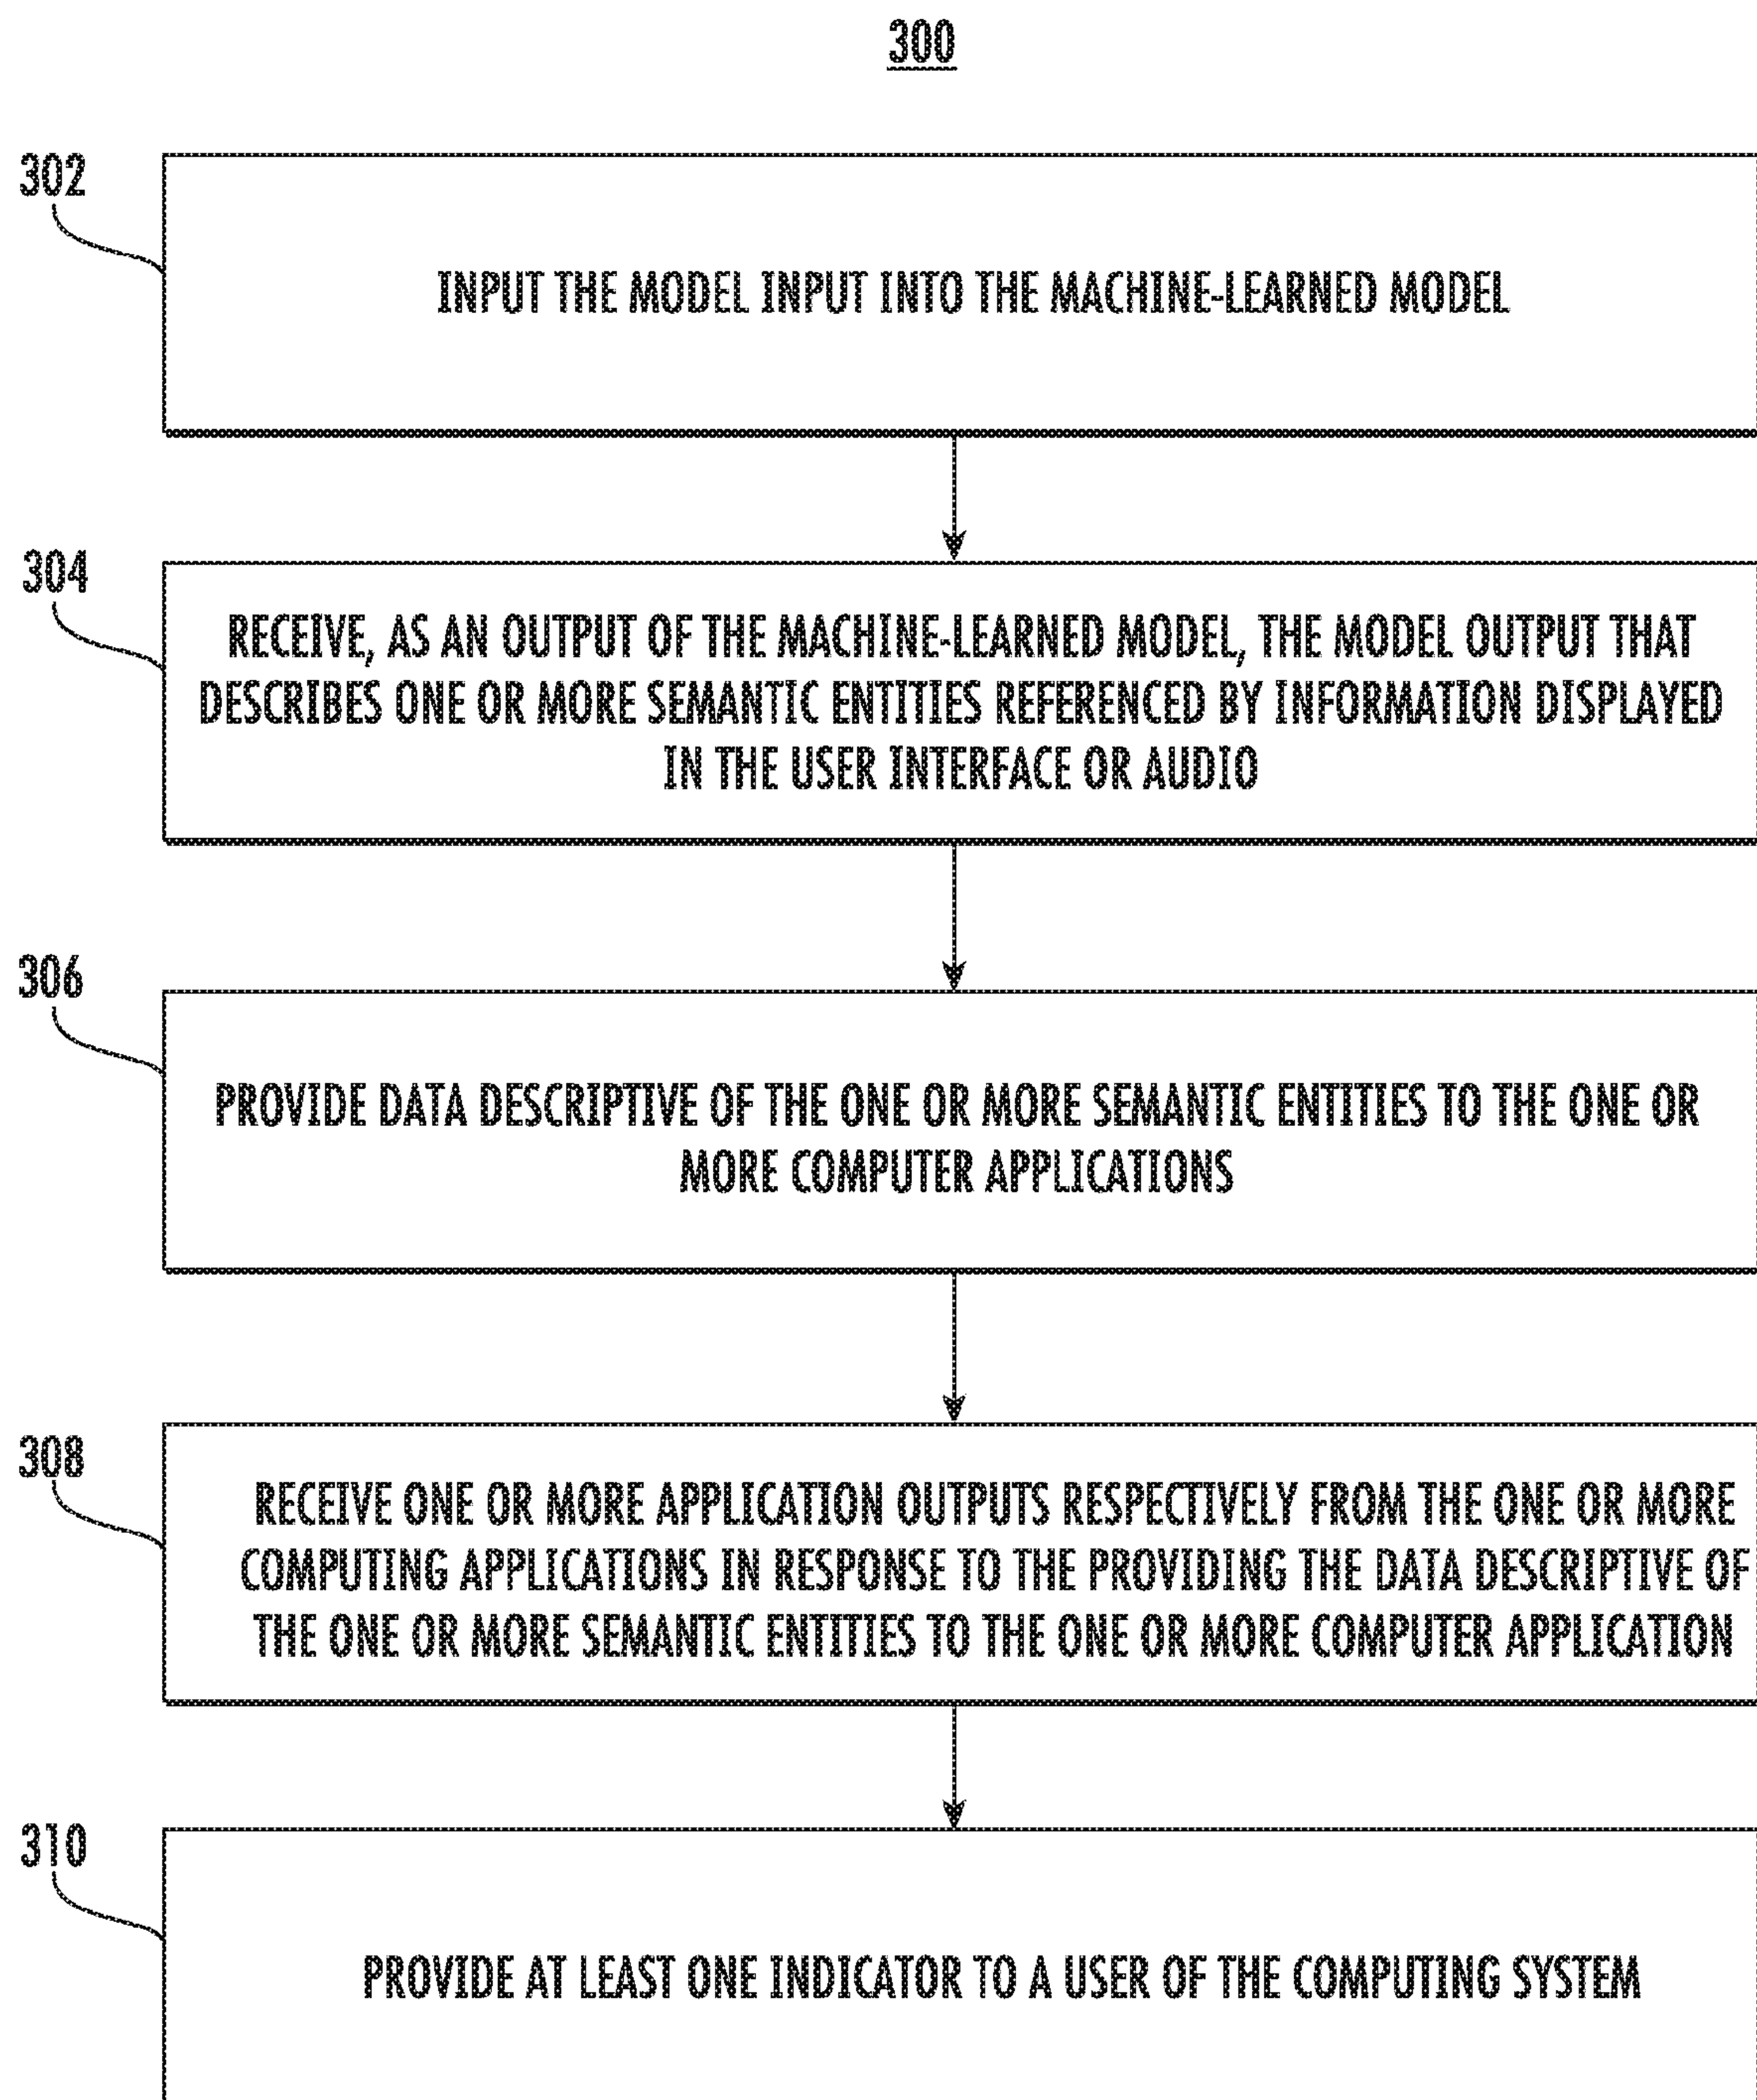 300
302
INPUT THE MODEL INPUT INTO THE MACHINE-LEARNED MODEL
304
RECEIVE, AS AN OUTPUT OF THE MACHINE-LEARNED MODEL, THE MODEL OUTPUT THAT
DESCRIBES ONE OR MORE SEMANTIC ENTITIES REFERENCED BY INFORMATION DISPLAYED
IN THE USER INTERFACE OR AUDIO
306
PROVIDE DATA DESCRIPTIVE OF THE ONE OR MORE SEMANTIC ENTITIES TO THE ONE OR
MORE COMPUTER APPLICATIONS
308
RECEIVE ONE OR MORE APPLICATION OUTPUTS RESPECTIVELY FROM THE ONE OR MORE
COMPUTING APPLICATIONS IN RESPONSE TO THE PROVIDING THE DATA DESCRIPTIVE OF
THE ONE OR MORE SEMANTIC ENTITIES TO THE ONE OR MORE COMPUTER APPLICATION
310
PROVIDE AT LEAST ONE INDICATOR TO A USER OF THE COMPUTING SYSTEM